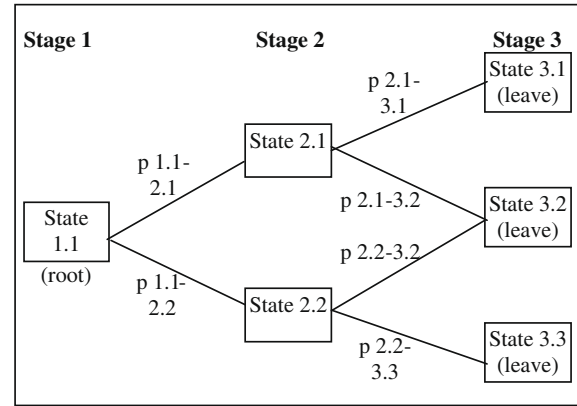 Stage 1
Stage 2
Stage 3
State 3.1
(leave)
p 2.1-
3.1
State 2.1
p 1.1-
2.1
p 2.1-3.2
State 3.2
(leave)
State
1.1
(root)
p 2.2-3.2
p 1.1-
2.2
State 2.2
p 2.2-
3.3
State 3.3
(leave)